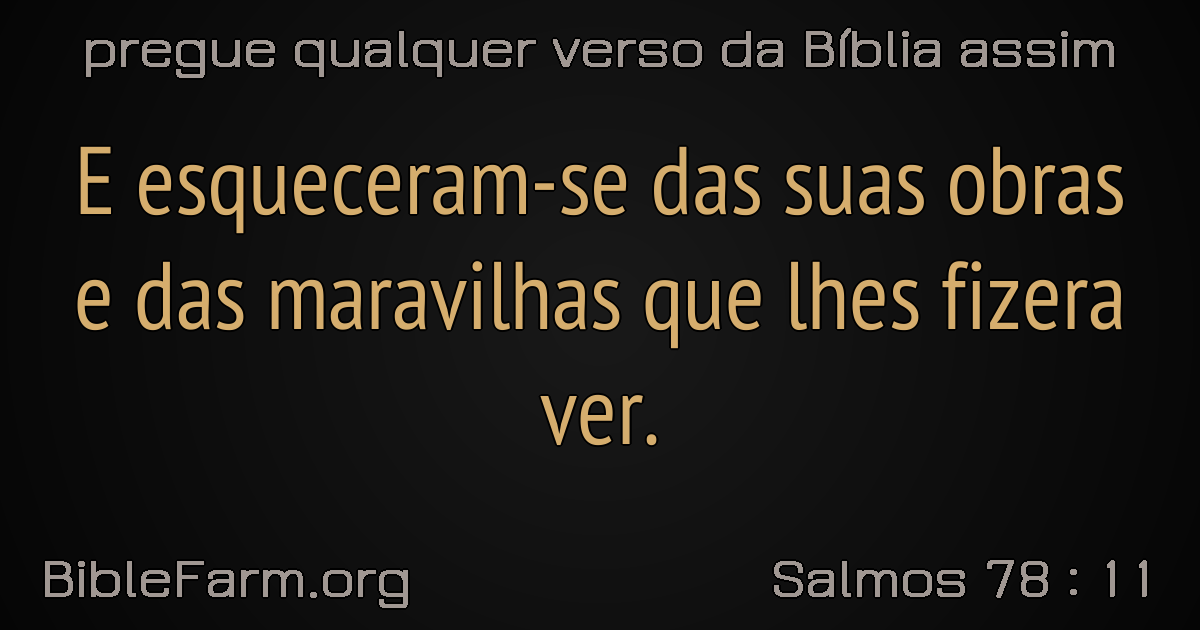 pregue qualquer verso da Bíblia assim
E esqueceram-se das suas obras
e das maravilhas que lhes fizera
ver.
BibleFarm.org
Salmos 78 : 11